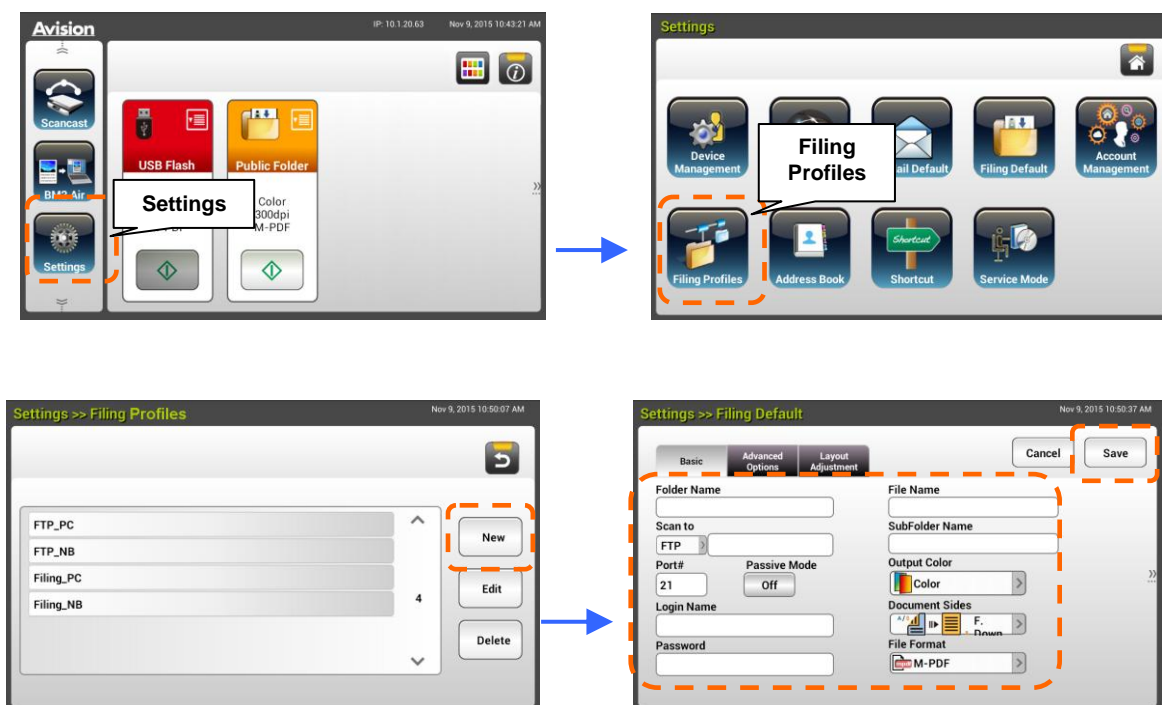 Avision
IP: 10.1.20.63 Nov 9, 2015 10:43:21 AM
Scancast
USB Flash
Public Folder
BM2 Air
Settings
Color
300dpi
M-PDF
Settings
Settings
Device
Management
Filing
Profiles
ail Default
Filing Default
Account
Management
Filing Profiles
Address Book
Shortcut
Shortcut
Service Mode
Settings >> Filing Profiles
Nov 9, 2015 10:50:07 AM
FTP_PC
FTP_NB
Filing_PC
Filing_NB
4
New
Edit
Delete
Settings >> Filing Default
Nov 9, 2015 10:50:37 AM
Basic
Advanced
Options
Layout
Adjustment
Cancel
Save
Folder Name
File Name
Scan to
FTP
SubFolder Name
Port#
Passive Mode
21
Off
Output Color
Color
Login Name
Document Sides
F.
Down
Password
File Format
M-PDF